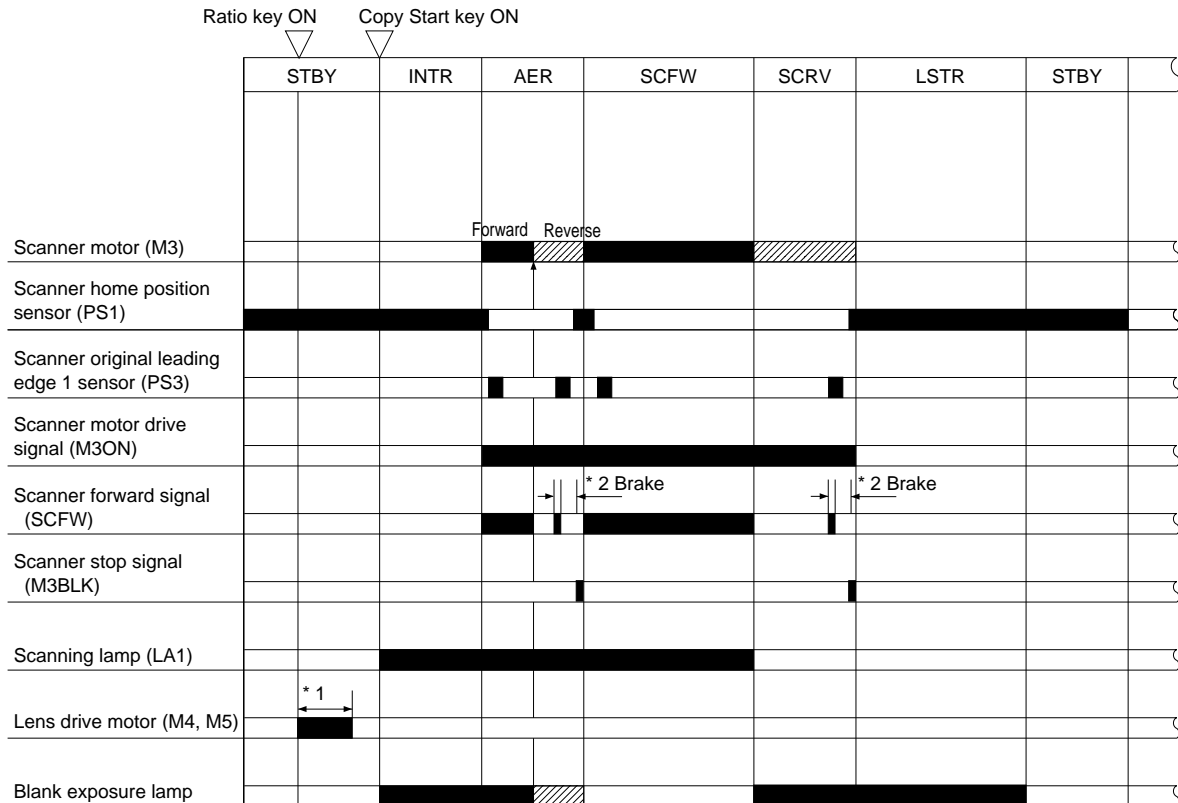 Ratio key ON Copy Start key ON
STBY INTR AER SCFW SCRV LSTR STBY
Forward Reverse
Scanner motor (M3)
Scanner home position
sensor (PS1)
Scanner original leading
edge 1 sensor (PS3)
Scanner motor drive
signal (M3ON)
* 2 Brake * 2 Brake
Scanner forward signal
(SCFW)
Scanner stop signal
(M3BLK)
Scanning lamp (LA1)
* 1
Lens drive motor (M4, M5)
Blank exposure lamp